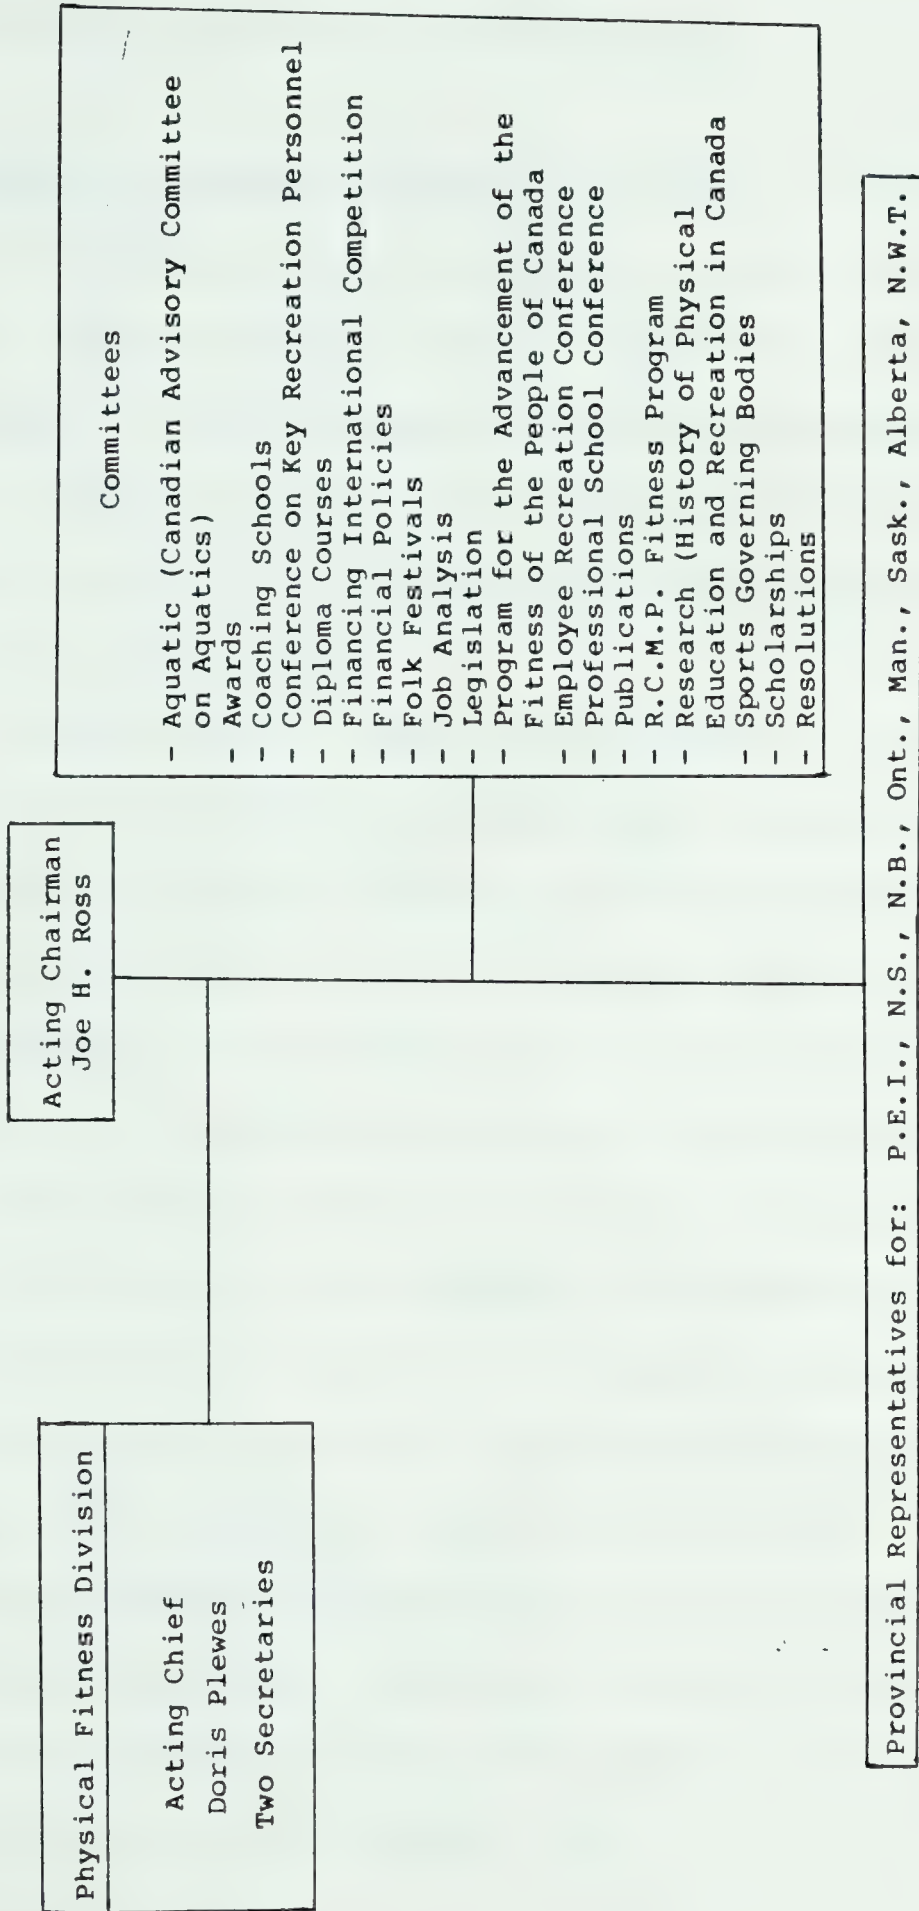 Acting Chairman
Joe H. Ross
Physical Fitness Division
Acting Chief
Doris Plewes
Two Secretaries
Committees
- Aquatic (Canadian Advisory Committee
on Aquatics)
- Awards
- Coaching Schools
- Conference on Key Recreation Personnel
- Diploma Courses
- Financing International Competition
- Financial Policies
- Folk Festivals
- Job Analysis
- Legislation
- Program for the Advancement of the
Fitness of the People of Canada
- Employee Recreation Conference
- Professional School Conference
- Publications
- R.C.M.P. Fitness Program
- Research (History of Physical
Education and Recreation in Canada
- Sports Governing Bodies
- Scholarships
- Resolutions
Provincial Representatives for: P.E.I., N.S., N.B., Ont., Man., Sask., Alberta, N.W.T.